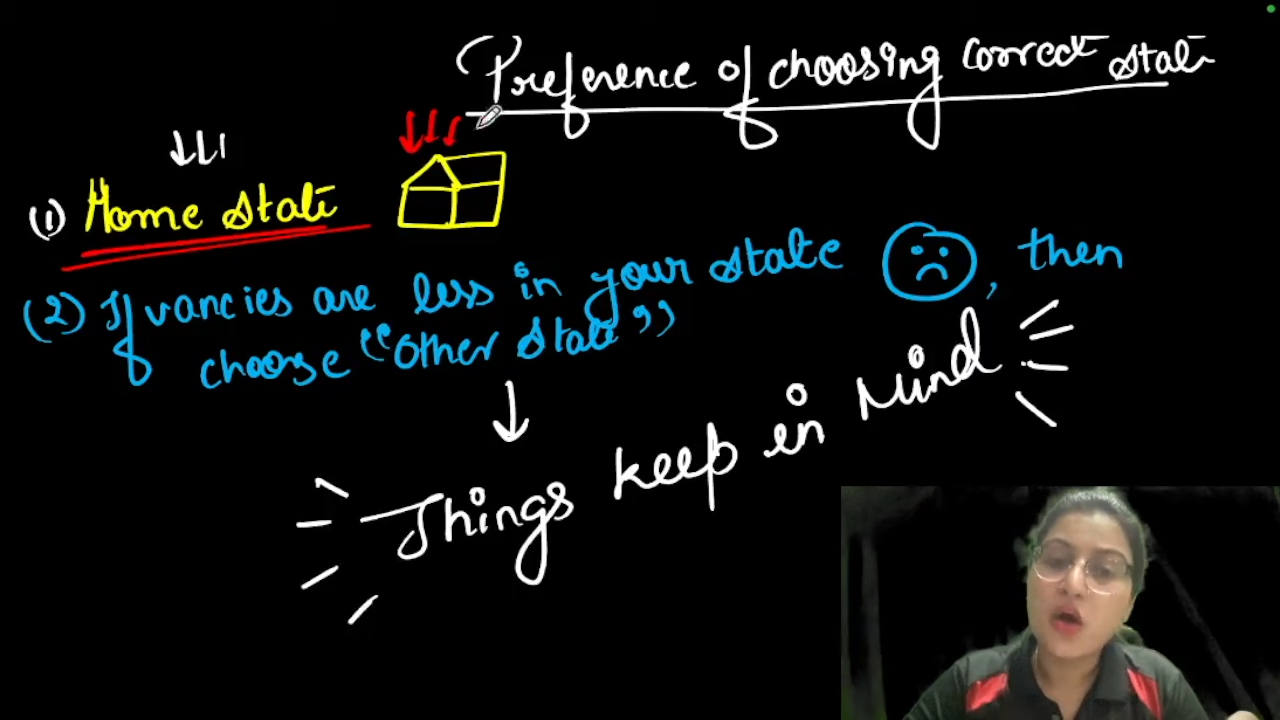 Preference of choosing correct state
(1) Home State
(2) If vancies are less in your state , then
choose "Other State"
Things keep in Mind